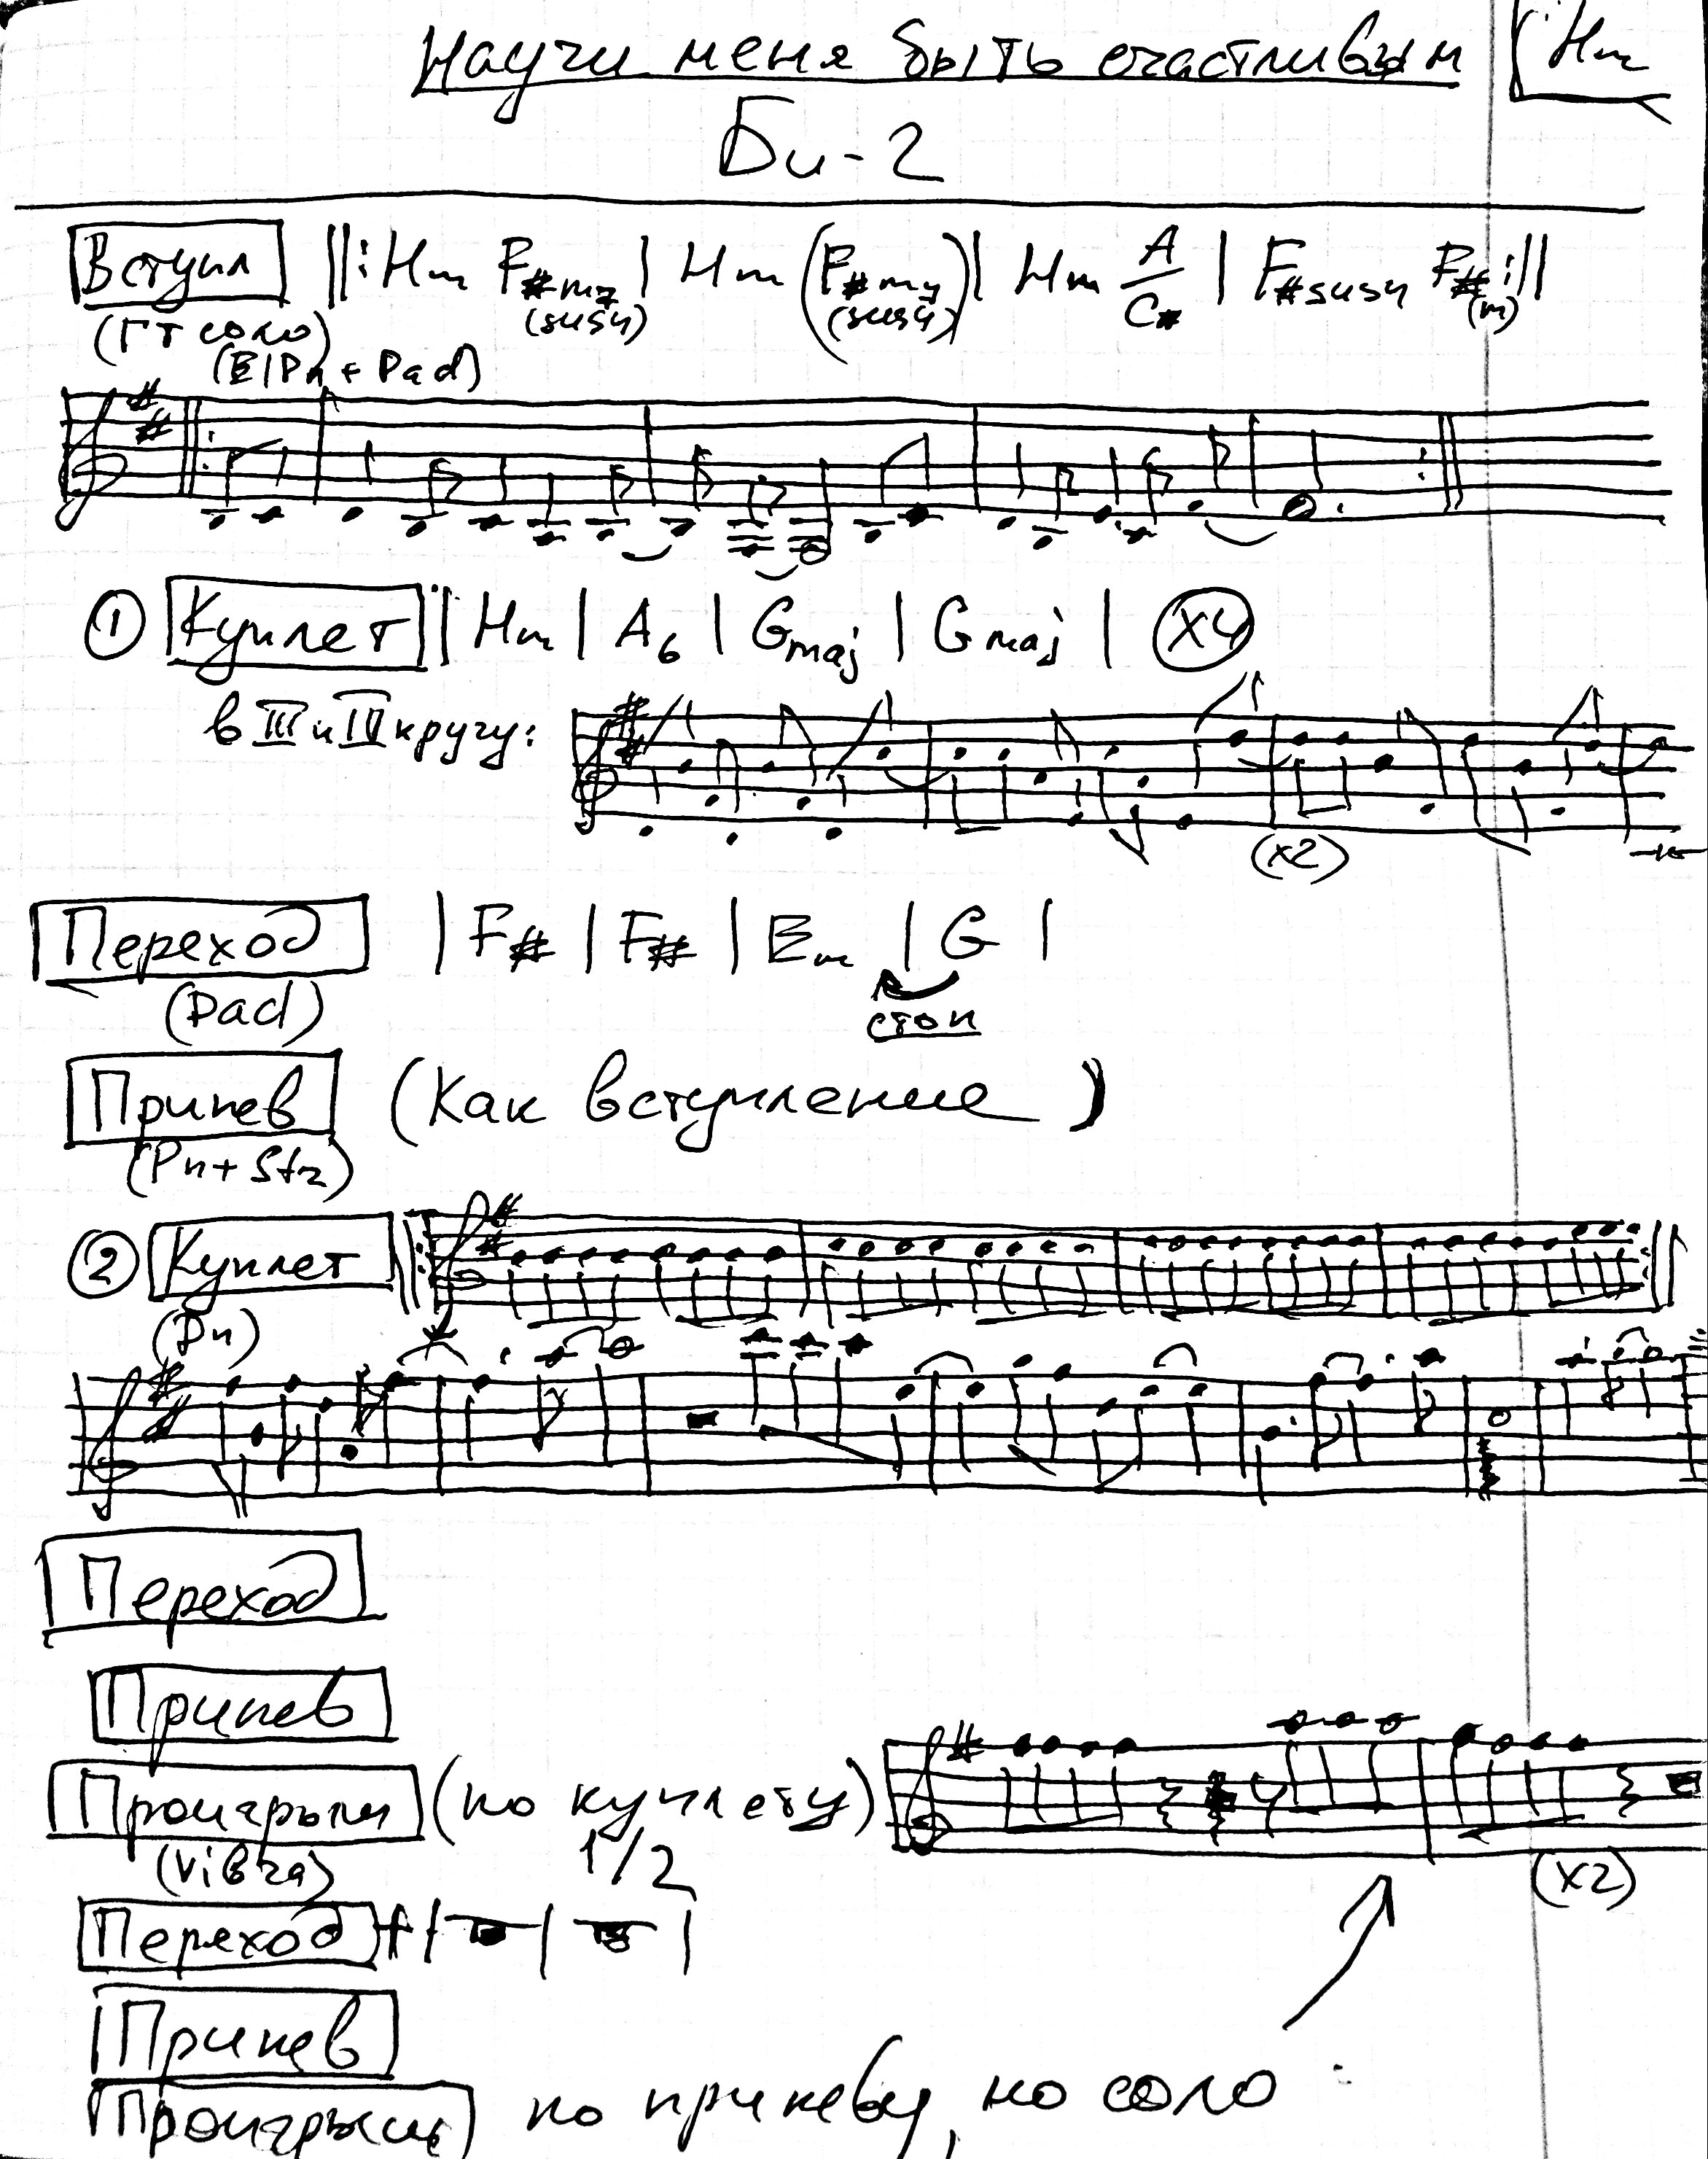 Научи меня быть счастливым Hm
Би-2
Вступл ||: Hm F#m7 | Hm (F#m7) | Hm A/C# | F#sus4 F# :||
(sus4) (sus4) (m)
(Гт соло)
(ElPn + Pad)
① Куплет || Hm | A6 | Gmaj | Gmaj | (x4)
в III и IV кругу:
(x2)
Переход | F# | F# | Em | G |
(Pad) стоп
Припев (Как вступление)
(Pn + Str)
② Куплет
(Pn)
Переход
Припев
Проигрыш (по куплету)
(Vibra) 1/2 (x2)
Переход +
Припев
Проигрыш по припеву, но соло